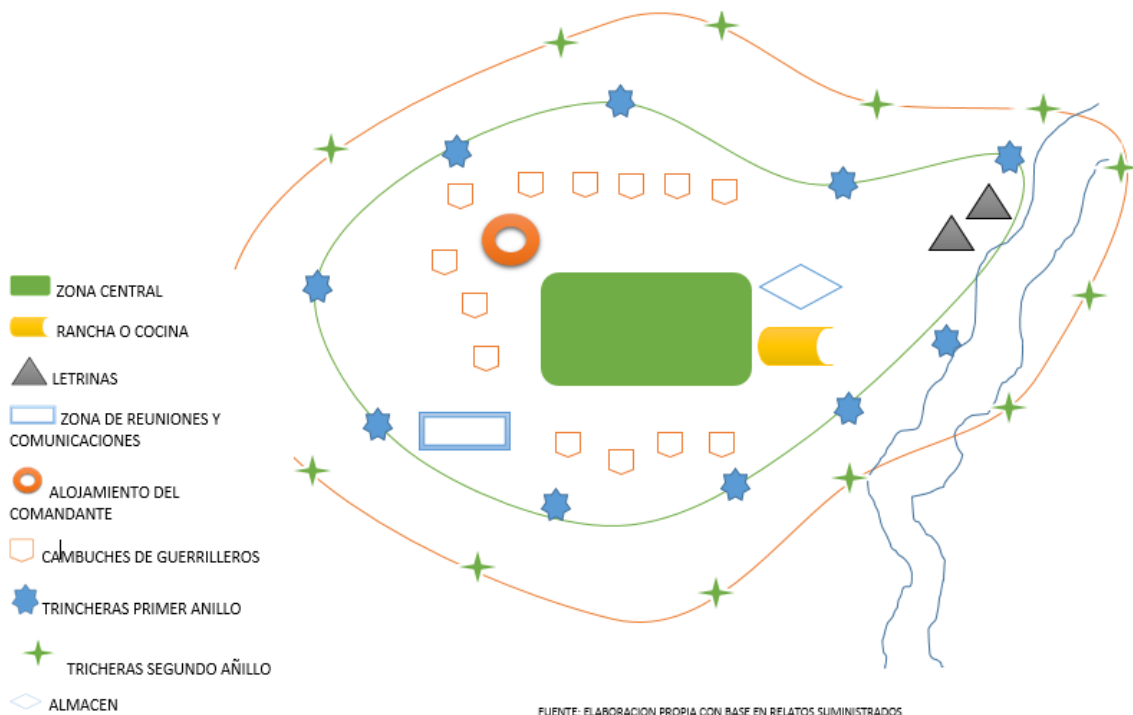 ZONA CENTRAL
RANCHA O COCINA
LETRINAS
ZONA DE REUNIONES Y
COMUNICACIONES
ALOJAMIENTO DEL
COMANDANTE
CAMBUCHES DE GUERRILLEROS
TRINCHERAS PRIMER ANILLO
TRICHERAS SEGUNDO AÑILLO
ALMACEN
FUENTE: ELABORACION PROPIA CON BASE EN RELATOS SUMINISTRADOS